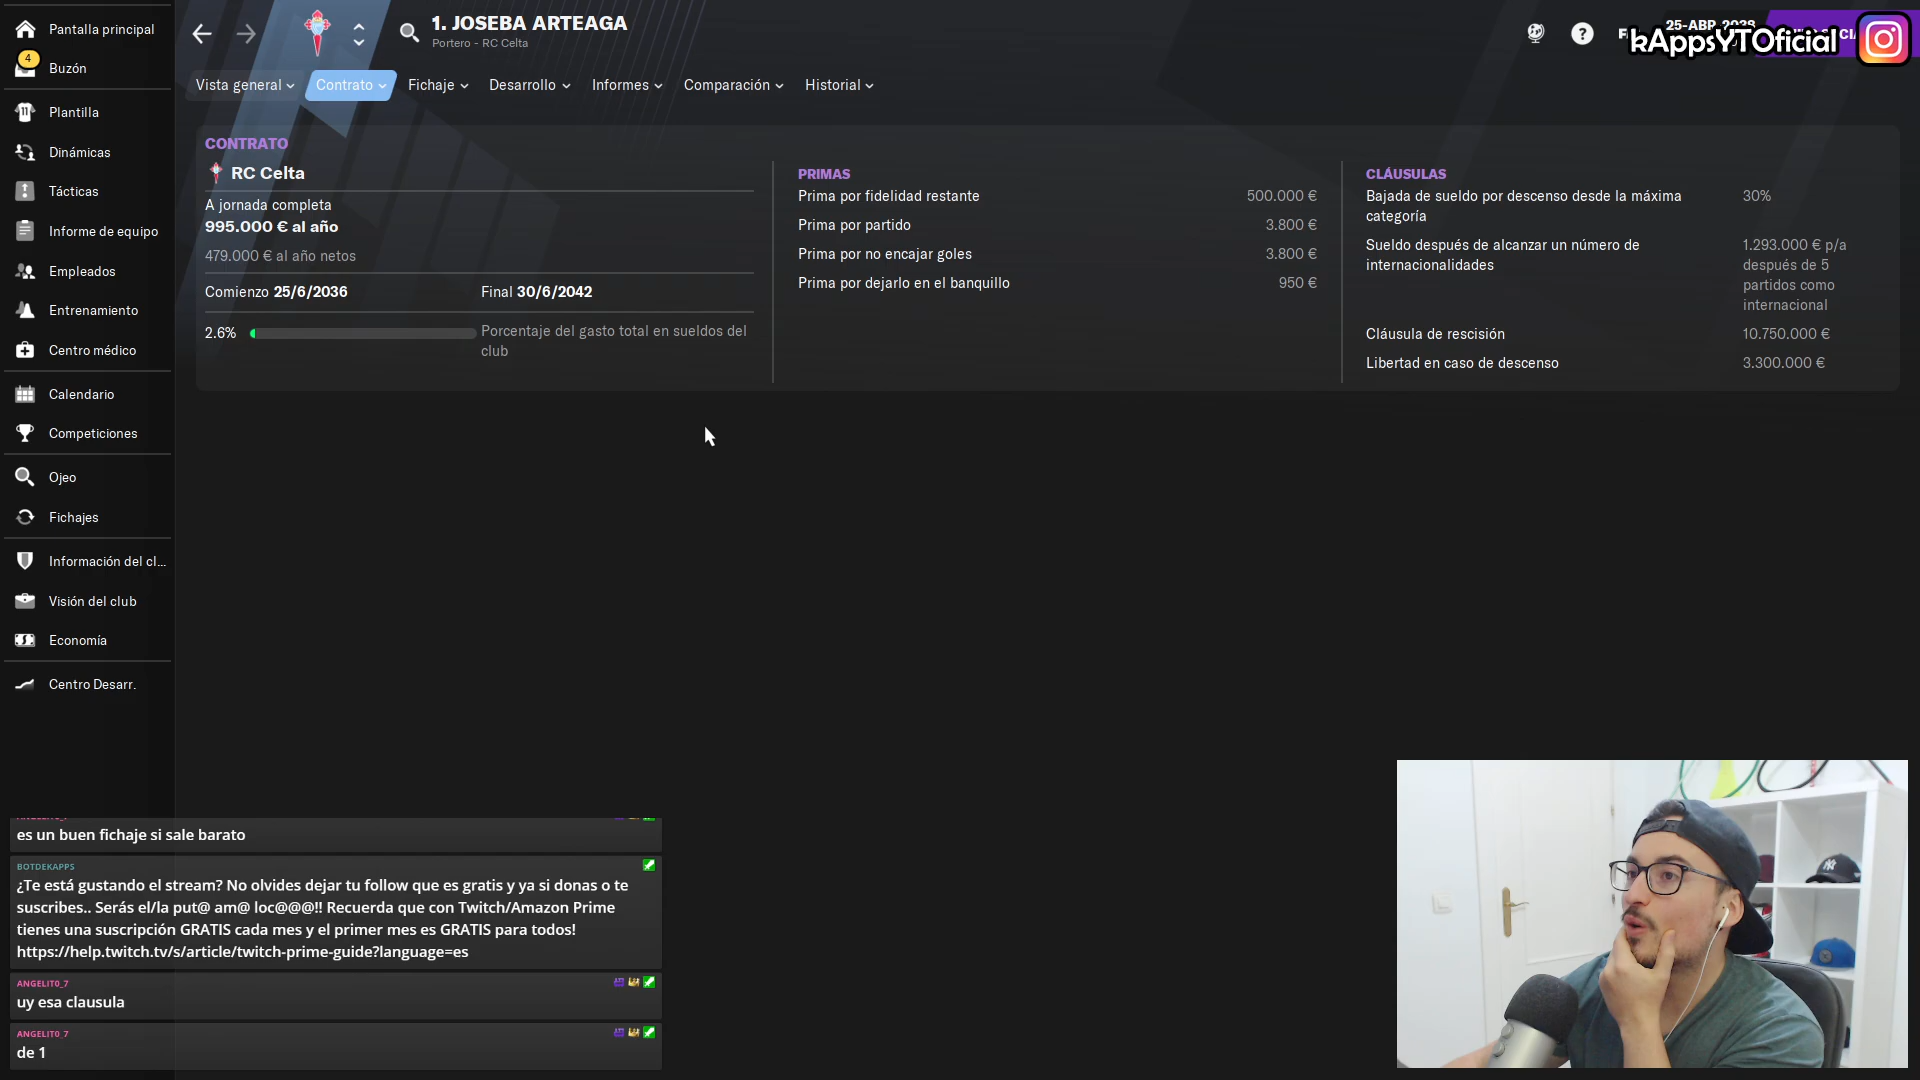 Pantalla principal
4
Buzón
Plantilla
Dinámicas
Tácticas
Informe de equipo
Empleados
Entrenamiento
Centro médico
Calendario
Competiciones
Ojeo
Fichajes
Información del cl...
Visión del club
Economía
Centro Desarr.
1. JOSEBA ARTEAGA
Portero - RC Celta
25-ABR-2038
kAppsYTOficial
Vista general
Contrato
Fichaje
Desarrollo
Informes
Comparación
Historial
CONTRATO
RC Celta
A jornada completa
995.000 € al año
479.000 € al año netos
Comienzo 25/6/2036
Final 30/6/2042
2.6%
Porcentaje del gasto total en sueldos del
club
PRIMAS
Prima por fidelidad restante 500.000 €
Prima por partido 3.800 €
Prima por no encajar goles 3.800 €
Prima por dejarlo en el banquillo 950 €
CLÁUSULAS
Bajada de sueldo por descenso desde la máxima 30%
categoría
Sueldo después de alcanzar un número de 1.293.000 € p/a
internacionalidades después de 5
partidos como
internacional
Cláusula de rescisión 10.750.000 €
Libertad en caso de descenso 3.300.000 €
es un buen fichaje si sale barato
BOTDEKAPPS
¿Te está gustando el stream? No olvides dejar tu follow que es gratis y ya si donas o te
suscribes.. Serás el/la put@ am@ loc@@@!! Recuerda que con Twitch/Amazon Prime
tienes una suscripción GRATIS cada mes y el primer mes es GRATIS para todos!
https://help.twitch.tv/s/article/twitch-prime-guide?language=es
ANGELIT0_7
uy esa clausula
ANGELIT0_7
de 1